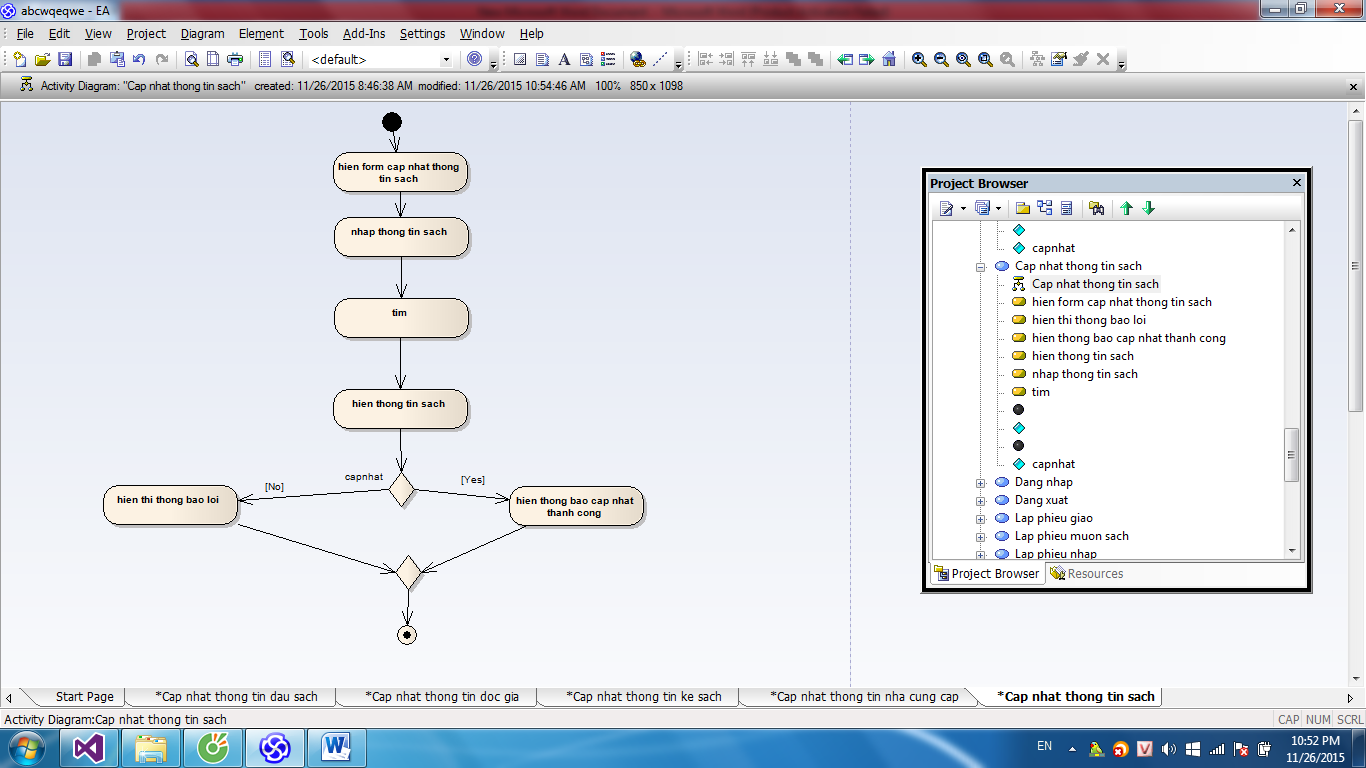 abcwqeqwe - EA
File Edit View Project Diagram Element Tools Add-Ins Settings Window Help
<default>
Activity Diagram: "Cap nhat thong tin sach" created: 11/26/2015 8:46:38 AM modified: 11/26/2015 10:54:46 AM 100% 850 x 1098
hien form cap nhat thong
tin sach
nhap thong tin sach
tim
hien thong tin sach
capnhat
[No]
[Yes]
hien thi thong bao loi
hien thong bao cap nhat
thanh cong
Project Browser
capnhat
Cap nhat thong tin sach
Cap nhat thong tin sach
hien form cap nhat thong tin sach
hien thi thong bao loi
hien thong bao cap nhat thanh cong
hien thong tin sach
nhap thong tin sach
tim
capnhat
Dang nhap
Dang xuat
Lap phieu giao
Lap phieu muon sach
Lap phieu nhap
Project Browser Resources
Start Page *Cap nhat thong tin dau sach *Cap nhat thong tin doc gia *Cap nhat thong tin ke sach *Cap nhat thong tin nha cung cap *Cap nhat thong tin sach
Activity Diagram:Cap nhat thong tin sach CAP NUM SCRL
EN
10:52 PM
11/26/2015